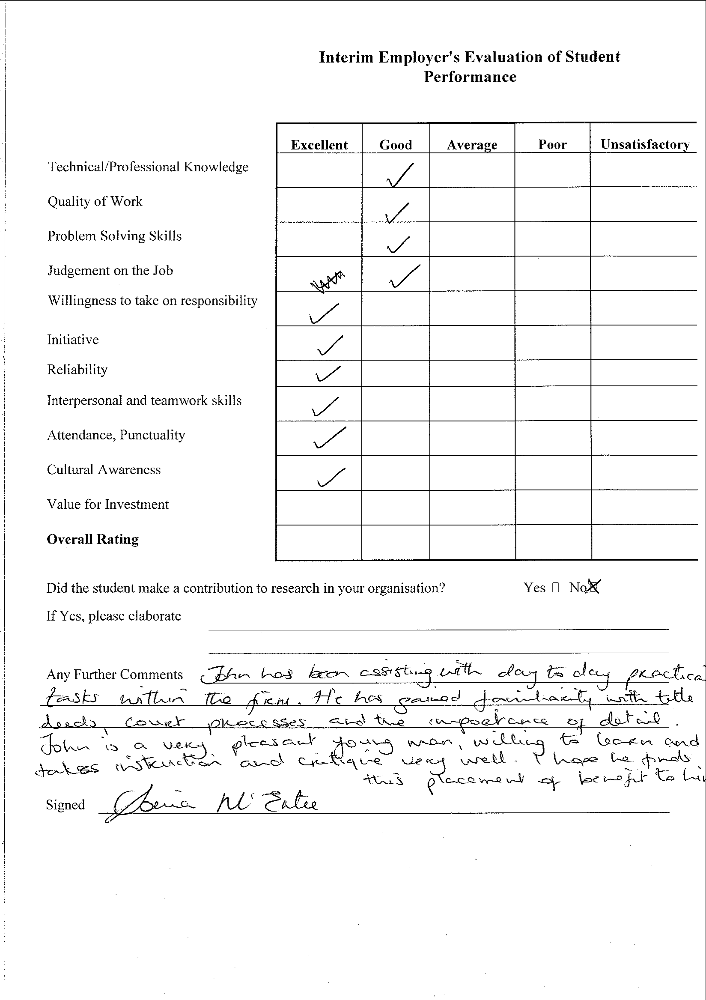 Interim Employer's Evaluation of Student
Performance
Excellent Good Average Poor Unsatisfactory
Technical/Professional Knowledge ✓
Quality of Work ✓
Problem Solving Skills ✓
Judgement on the Job ✓
Willingness to take on responsibility ✓
Initiative ✓
Reliability ✓
Interpersonal and teamwork skills ✓
Attendance, Punctuality ✓
Cultural Awareness ✓
Value for Investment
Overall Rating
Did the student make a contribution to research in your organisation? Yes ☐ No ☒
If Yes, please elaborate
Any Further Comments John has been assisting with day to day practica
tasks within the firm. He has gained familiarity with title
deeds, court processes and the importance of detail.
John is a very pleasant young man, willing to learn and
takes instruction and critique very well. I hope he finds
this placement of benefit to hi
Signed